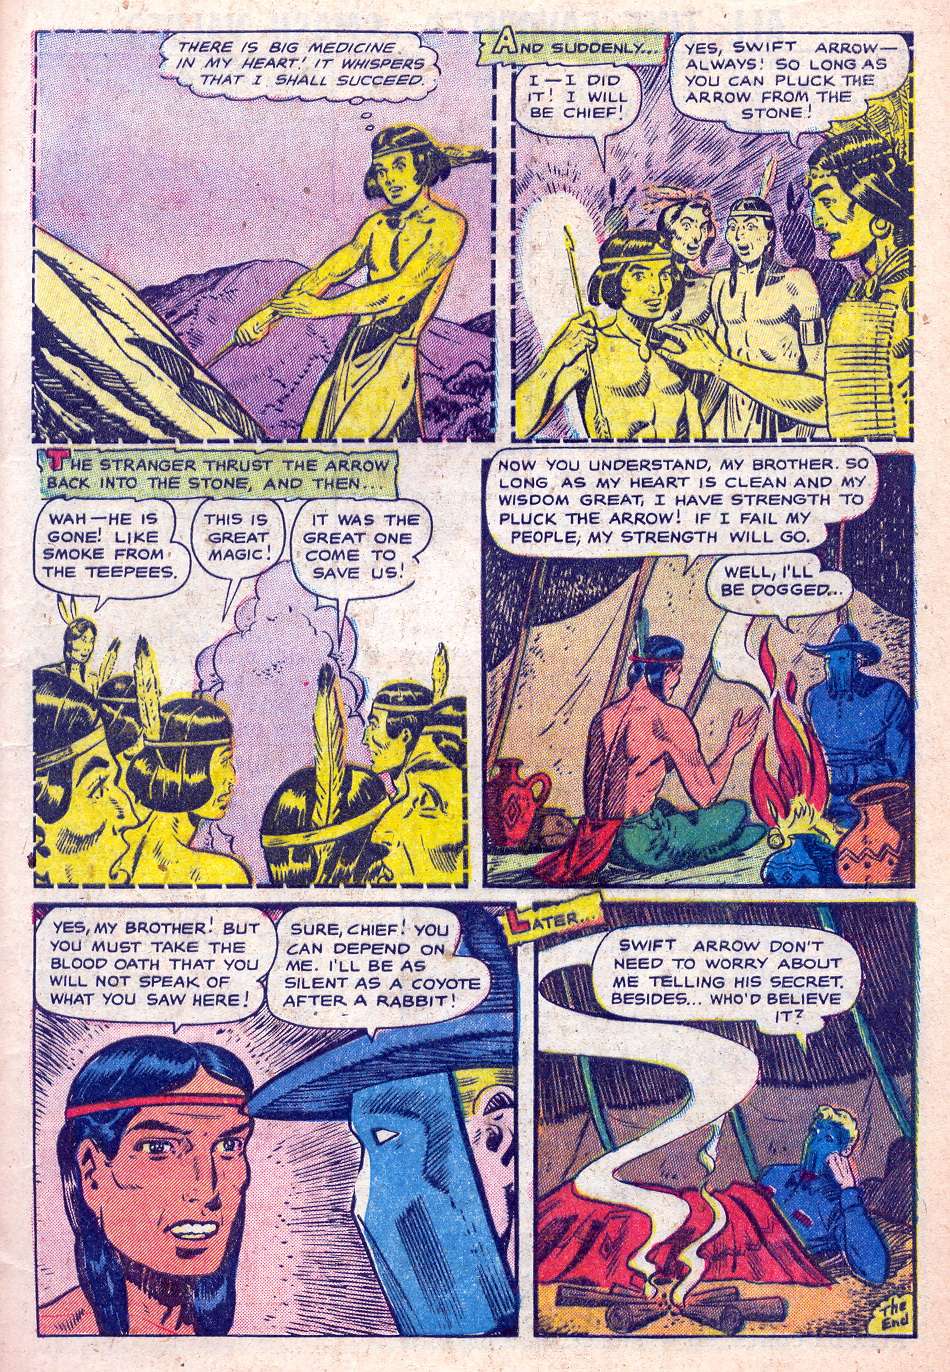 THERE IS BIG MEDICINE
IN MY HEART! IT WHISPERS
THAT I SHALL SUCCEED.
AND SUDDENLY...
I—I DID
IT! I WILL
BE CHIEF!
YES, SWIFT ARROW—
ALWAYS! SO LONG AS
YOU CAN PLUCK THE
ARROW FROM THE
STONE!
THE STRANGER THRUST THE ARROW
BACK INTO THE STONE, AND THEN...
WAH—HE IS
GONE! LIKE
SMOKE FROM
THE TEEPEES.
THIS IS
GREAT
MAGIC!
IT WAS THE
GREAT ONE
COME TO
SAVE US!
NOW YOU UNDERSTAND, MY BROTHER. SO
LONG AS MY HEART IS CLEAN AND MY
WISDOM GREAT, I HAVE STRENGTH TO
PLUCK THE ARROW! IF I FAIL MY
PEOPLE, MY STRENGTH WILL GO.
WELL, I'LL
BE DOGGED...
YES, MY BROTHER! BUT
YOU MUST TAKE THE
BLOOD OATH THAT YOU
WILL NOT SPEAK OF
WHAT YOU SAW HERE!
SURE, CHIEF! YOU
CAN DEPEND ON
ME. I'LL BE AS
SILENT AS A COYOTE
AFTER A RABBIT!
LATER...
SWIFT ARROW DON'T
NEED TO WORRY ABOUT
ME TELLING HIS SECRET.
BESIDES... WHO'D BELIEVE
IT?
The
End